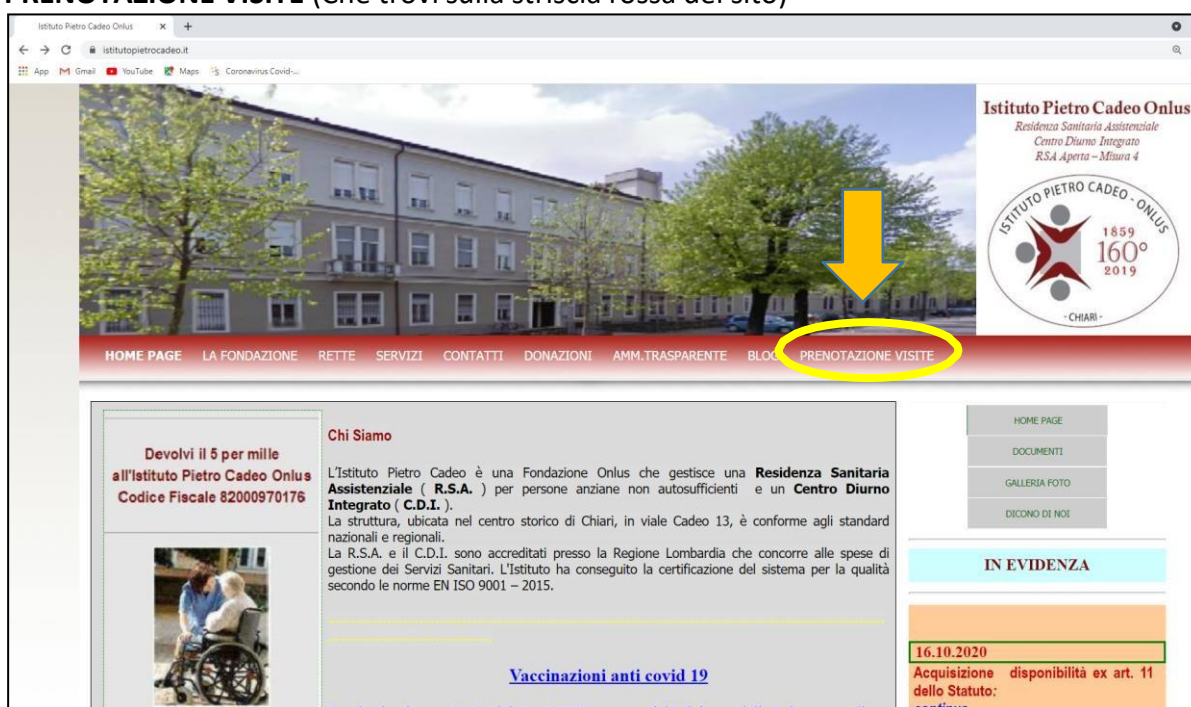 PRENOTAZIONE VISITE (Che trovi sulla striscia rossa del sito)
Istituto Pietro Cadeo Onlus
istitutopietrocadeo.it
App Gmail YouTube Maps Coronavirus Covid-...
Istituto Pietro Cadeo Onlus
Residenza Sanitaria Assistenziale
Centro Diurno Integrato
RSA Aperta – Misura 4
ISTITUTO PIETRO CADEO - ONLUS
1859
160°
2019
- CHIARI -
HOME PAGE LA FONDAZIONE RETTE SERVIZI CONTATTI DONAZIONI AMM.TRASPARENTE BLOG PRENOTAZIONE VISITE
Devolvi il 5 per mille
all'Istituto Pietro Cadeo Onlus
Codice Fiscale 82000970176
Chi Siamo
L'Istituto Pietro Cadeo è una Fondazione Onlus che gestisce una Residenza Sanitaria
Assistenziale ( R.S.A. ) per persone anziane non autosufficienti e un Centro Diurno
Integrato ( C.D.I. ).
La struttura, ubicata nel centro storico di Chiari, in viale Cadeo 13, è conforme agli standard
nazionali e regionali.
La R.S.A. e il C.D.I. sono accreditati presso la Regione Lombardia che concorre alle spese di
gestione dei Servizi Sanitari. L'Istituto ha conseguito la certificazione del sistema per la qualità
secondo le norme EN ISO 9001 – 2015.
Vaccinazioni anti covid 19
HOME PAGE
DOCUMENTI
GALLERIA FOTO
DICONO DI NOI
IN EVIDENZA
16.10.2020
Acquisizione disponibilità ex art. 11
dello Statuto:
continua